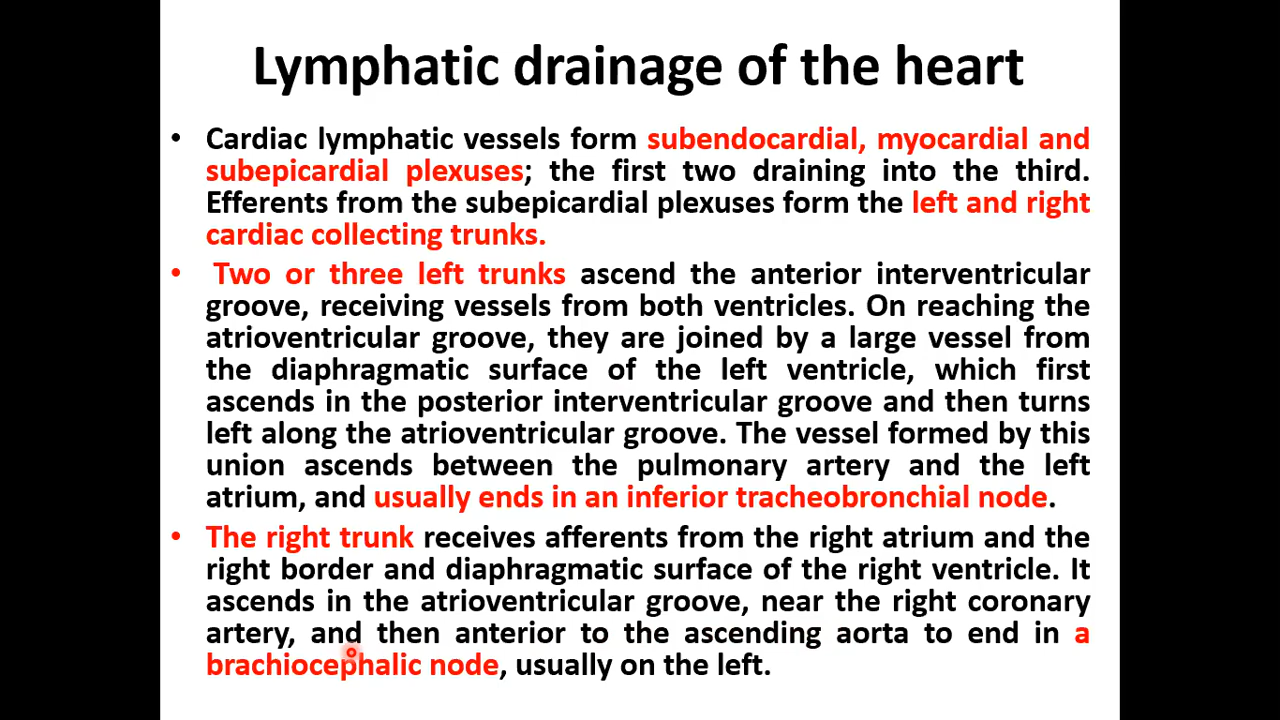 Lymphatic drainage of the heart
• Cardiac lymphatic vessels form subendocardial, myocardial and
subepicardial plexuses; the first two draining into the third.
Efferents from the subepicardial plexuses form the left and right
cardiac collecting trunks.
• Two or three left trunks ascend the anterior interventricular
groove, receiving vessels from both ventricles. On reaching the
atrioventricular groove, they are joined by a large vessel from
the diaphragmatic surface of the left ventricle, which first
ascends in the posterior interventricular groove and then turns
left along the atrioventricular groove. The vessel formed by this
union ascends between the pulmonary artery and the left
atrium, and usually ends in an inferior tracheobronchial node.
• The right trunk receives afferents from the right atrium and the
right border and diaphragmatic surface of the right ventricle. It
ascends in the atrioventricular groove, near the right coronary
artery, and then anterior to the ascending aorta to end in a
brachiocephalic node, usually on the left.